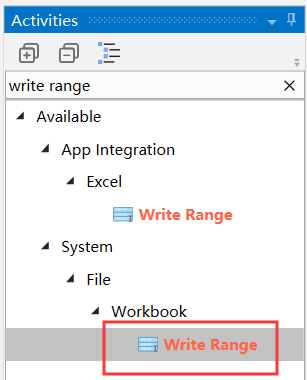 Activities
write range
Available
App Integration
Excel
Write Range
System
File
Workbook
Write Range